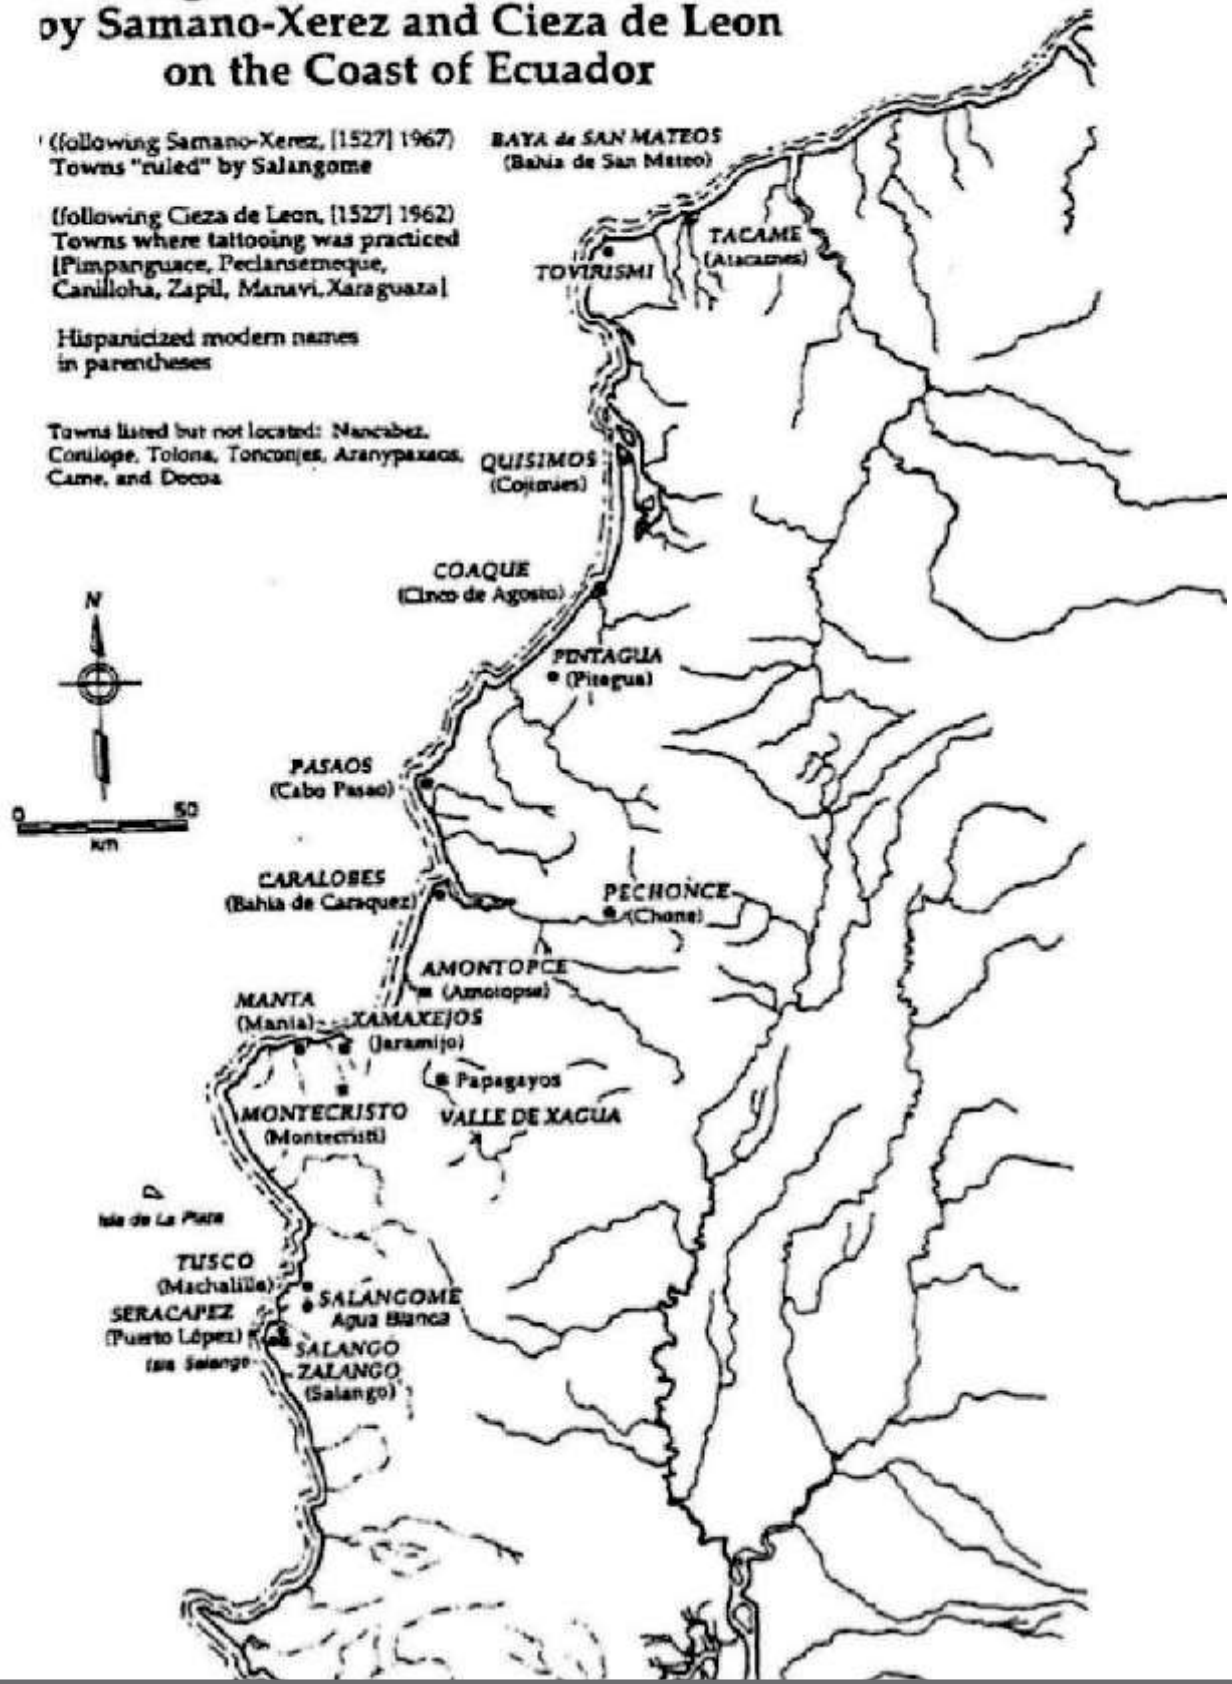 by Samano-Xerez and Cieza de Leon
on the Coast of Ecuador
(following Samano-Xerez, [1527] 1967)
Towns "ruled" by Salangome
(following Cieza de Leon, [1527] 1962)
Towns where tattooing was practiced
[Pimpanguace, Peclansemeque,
Canilloha, Zapil, Manavi, Xaraguaza]
Hispanicized modern names
in parentheses
Towns listed but not located: Nancabez,
Conilope, Tolona, Tonconjes, Aranypaxaos,
Came, and Docoa
BAYA de SAN MATEOS
(Bahia de San Mateo)
TACAME
(Atacames)
TOVIRISMI
QUISIMOS
(Cojimies)
COAQUE
(Cinco de Agosto)
N
PINTAGUA
(Pitagua)
PASAOS
(Cabo Pasao)
0 50
km
CARALOBES
(Bahia de Caraquez)
PECHONCE
(Chone)
AMONTOPCE
(Amotopse)
MANTA
(Manta)
XAMAXEJOS
(Jaramijo)
Papagayos
MONTECRISTO
(Montecristi)
VALLE DE XAGUA
Isla de La Plata
TUSCO
(Machalilla)
SALANGOME
Agua Blanca
SERACAPEZ
(Puerto López)
Isla Salango
SALANGO
ZALANGO
(Salango)